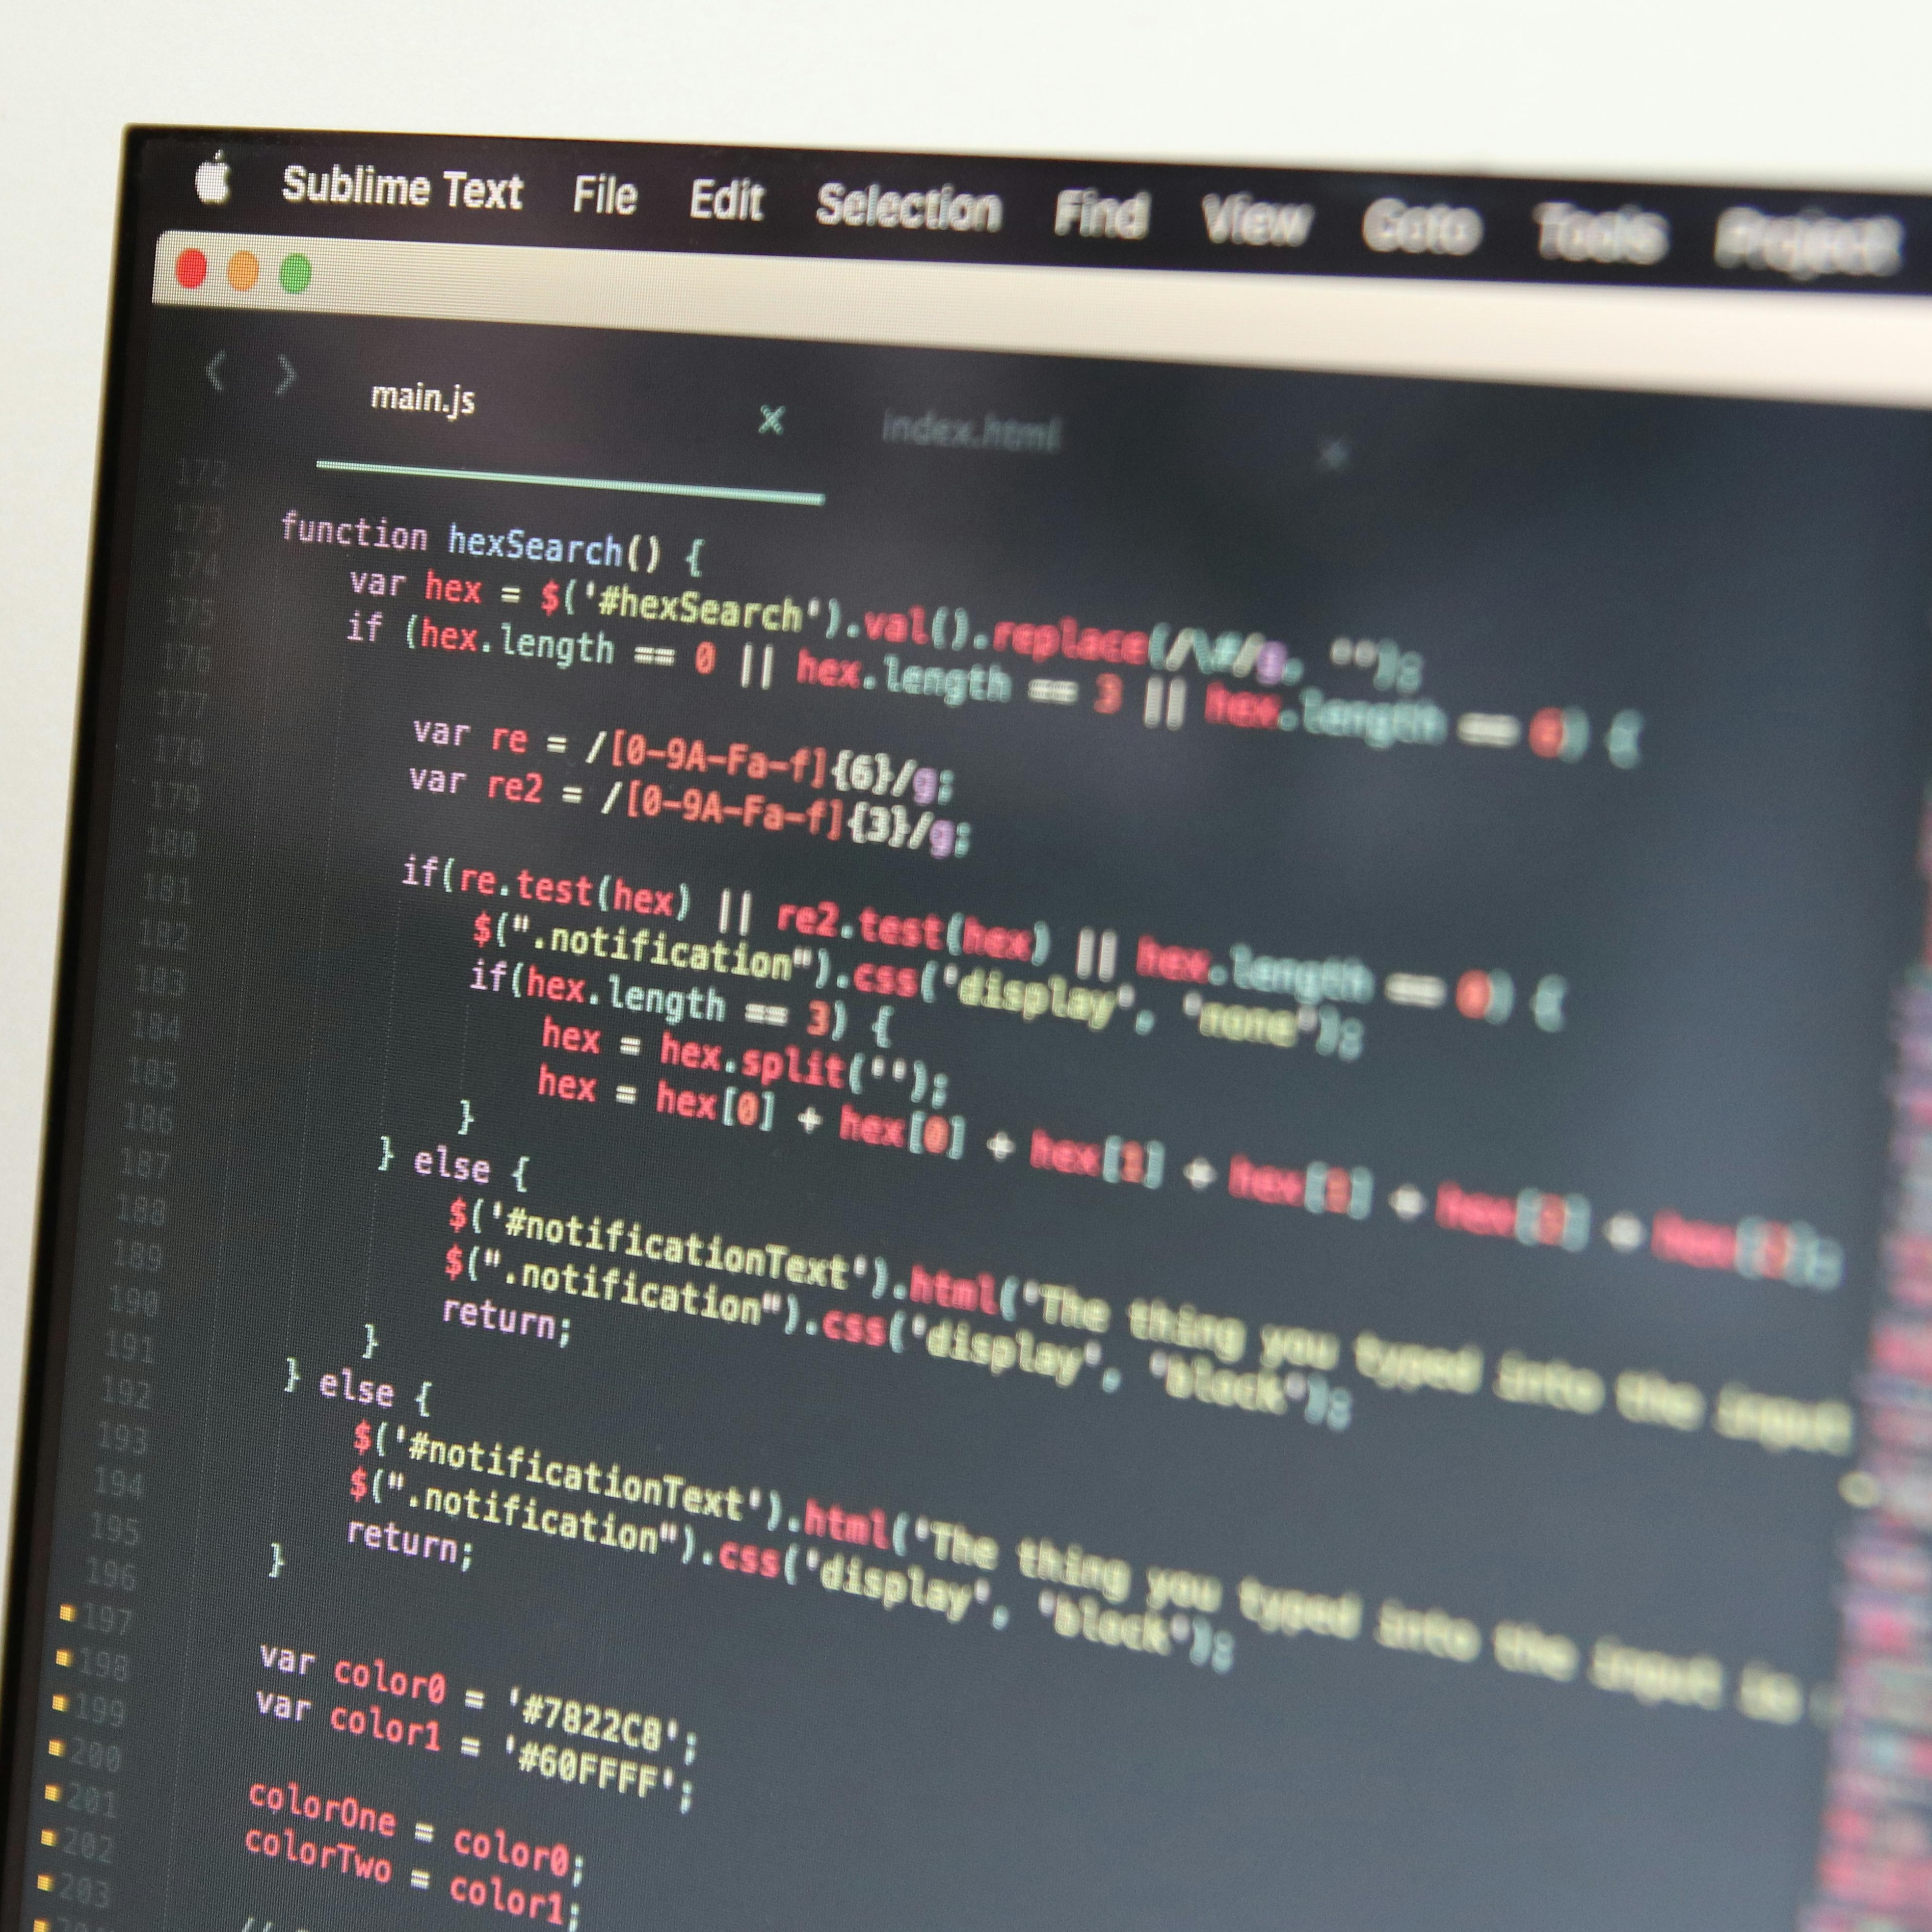 Sublime Text File Edit Selection Find View Goto Tools Project
main.js index.html
172
173 function hexSearch() {
174 var hex = $('#hexSearch').val().replace(/\#/g, '');
175 if (hex.length == 0 || hex.length == 3 || hex.length == ) {
176
177 var re = /[0-9A-Fa-f]{6}/g;
178 var re2 = /[0-9A-Fa-f]{3}/g;
179
180 if(re.test(hex) || re2.test(hex) || hex.length == 0) {
181 $(".notification").css('display', 'none');
182 if(hex.length == 3) {
183 hex = hex.split('');
184 hex = hex[0] + hex[0] + hex[1] + hex[1] + hex[2] + hex[2];
185 }
186 } else {
187 $('#notificationText').html('The thing you typed into the input
188 $(".notification").css('display', 'block');
189 return;
190 }
191 } else {
192 $('#notificationText').html('The thing you typed into the input is
193 $(".notification").css('display', 'block');
194 return;
195 }
196
197 var color0 = '#7822C8';
198 var color1 = '#60FFFF';
199
200 colorOne = color0;
201 colorTwo = color1;
202
203 //